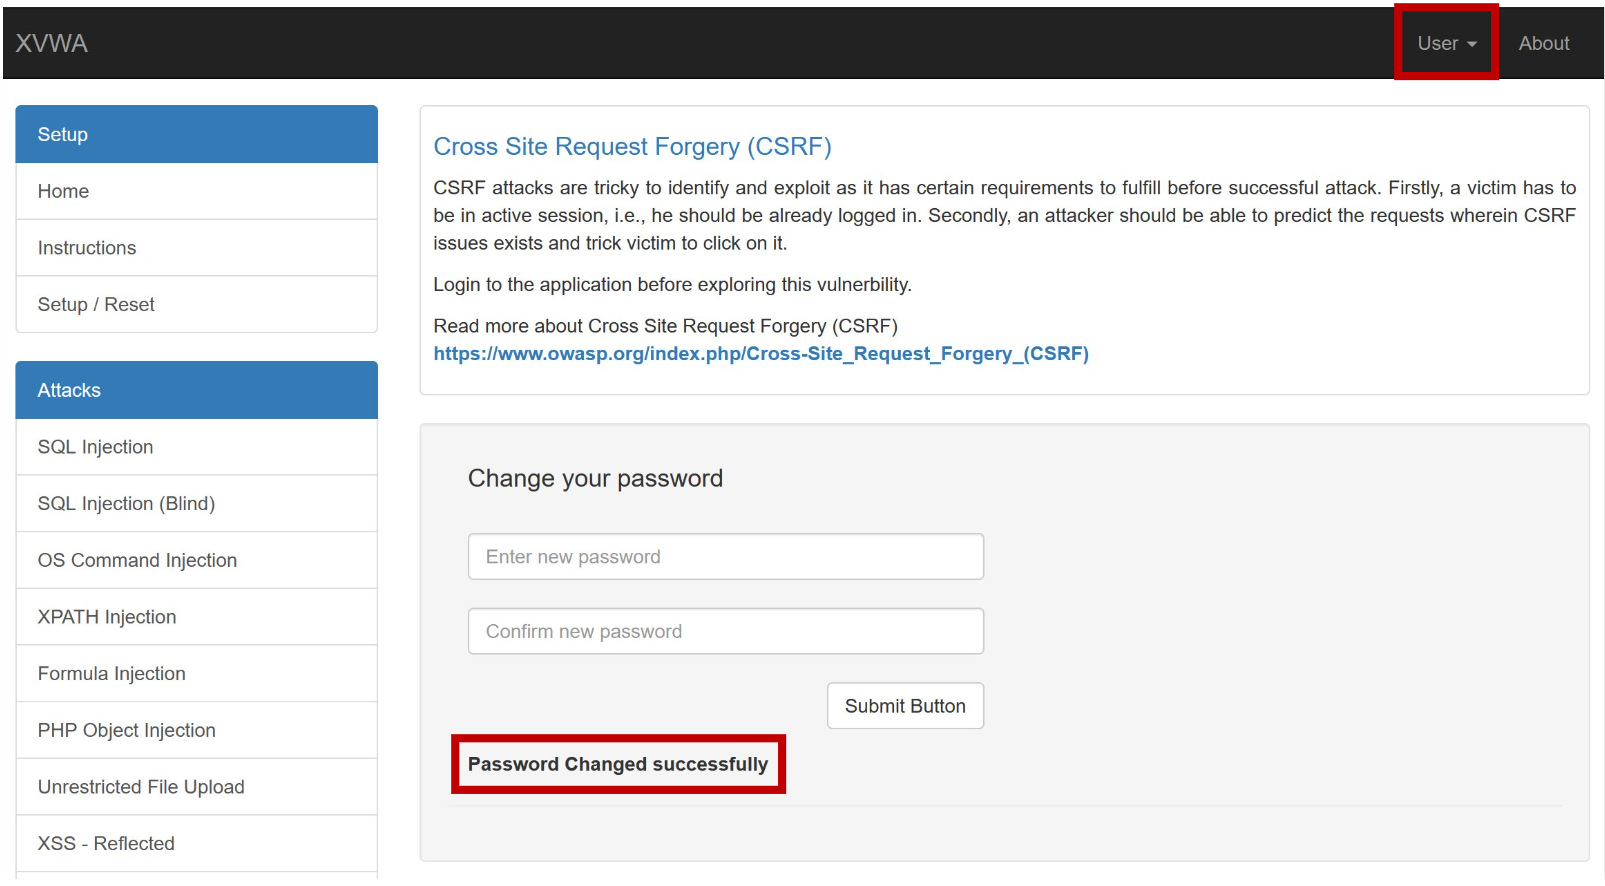 XVWA
User
About
Setup
Home
Instructions
Setup / Reset
Attacks
SQL Injection
SQL Injection (Blind)
OS Command Injection
XPATH Injection
Formula Injection
PHP Object Injection
Unrestricted File Upload
XSS - Reflected
Cross Site Request Forgery (CSRF)
CSRF attacks are tricky to identify and exploit as it has certain requirements to fulfill before successful attack. Firstly, a victim has to
be in active session, i.e., he should be already logged in. Secondly, an attacker should be able to predict the requests wherein CSRF
issues exists and trick victim to click on it.
Login to the application before exploring this vulnerbility.
Read more about Cross Site Request Forgery (CSRF)
https://www.owasp.org/index.php/Cross-Site_Request_Forgery_(CSRF)
Change your password
Enter new password
Confirm new password
Submit Button
Password Changed successfully